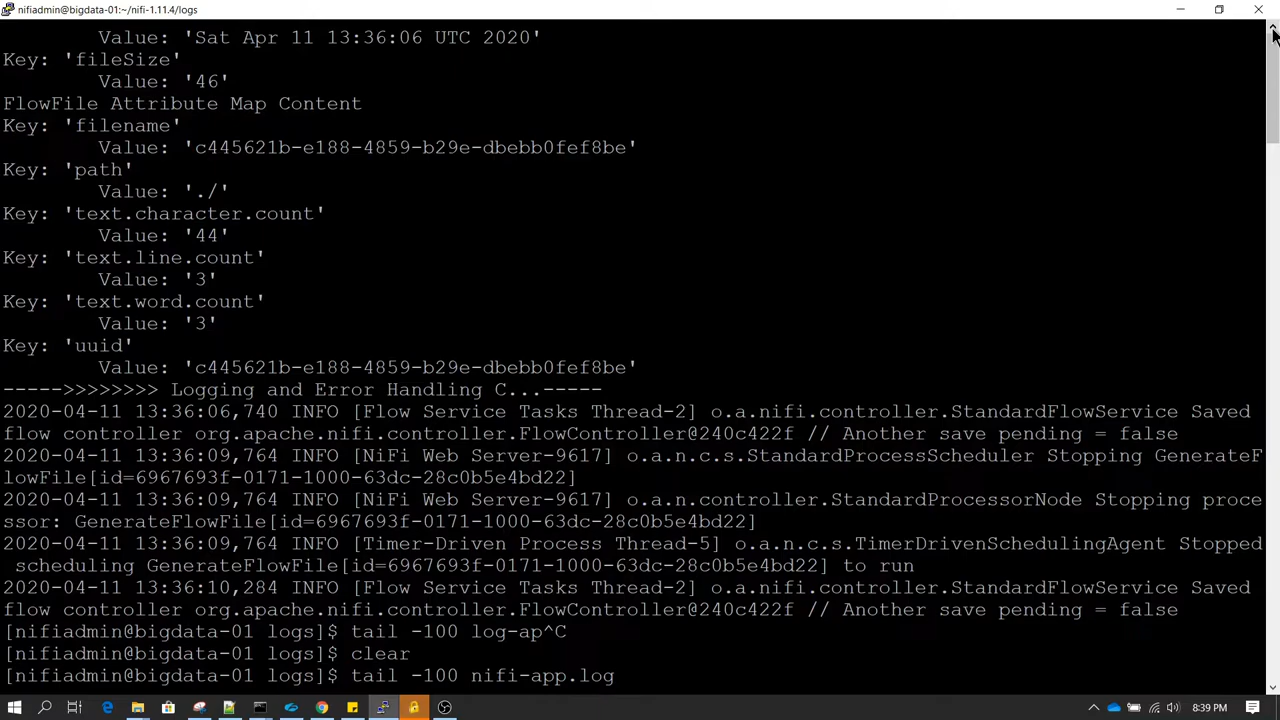 nifiadmin@bigdata-01:~/nifi-1.11.4/logs
Value: 'Sat Apr 11 13:36:06 UTC 2020'
Key: 'fileSize'
Value: '46'
FlowFile Attribute Map Content
Key: 'filename'
Value: 'c445621b-e188-4859-b29e-dbebb0fef8be'
Key: 'path'
Value: './'
Key: 'text.character.count'
Value: '44'
Key: 'text.line.count'
Value: '3'
Key: 'text.word.count'
Value: '3'
Key: 'uuid'
Value: 'c445621b-e188-4859-b29e-dbebb0fef8be'
----->>>>>>>> Logging and Error Handling C...-----
2020-04-11 13:36:06,740 INFO [Flow Service Tasks Thread-2] o.a.nifi.controller.StandardFlowService Saved
flow controller org.apache.nifi.controller.FlowController@240c422f // Another save pending = false
2020-04-11 13:36:09,764 INFO [NiFi Web Server-9617] o.a.n.c.s.StandardProcessScheduler Stopping GenerateF
lowFile[id=6967693f-0171-1000-63dc-28c0b5e4bd22]
2020-04-11 13:36:09,764 INFO [NiFi Web Server-9617] o.a.n.controller.StandardProcessorNode Stopping proce
ssor: GenerateFlowFile[id=6967693f-0171-1000-63dc-28c0b5e4bd22]
2020-04-11 13:36:09,764 INFO [Timer-Driven Process Thread-5] o.a.n.c.s.TimerDrivenSchedulingAgent Stopped
scheduling GenerateFlowFile[id=6967693f-0171-1000-63dc-28c0b5e4bd22] to run
2020-04-11 13:36:10,284 INFO [Flow Service Tasks Thread-2] o.a.nifi.controller.StandardFlowService Saved
flow controller org.apache.nifi.controller.FlowController@240c422f // Another save pending = false
[nifiadmin@bigdata-01 logs]$ tail -100 log-ap^C
[nifiadmin@bigdata-01 logs]$ clear
[nifiadmin@bigdata-01 logs]$ tail -100 nifi-app.log
8:39 PM